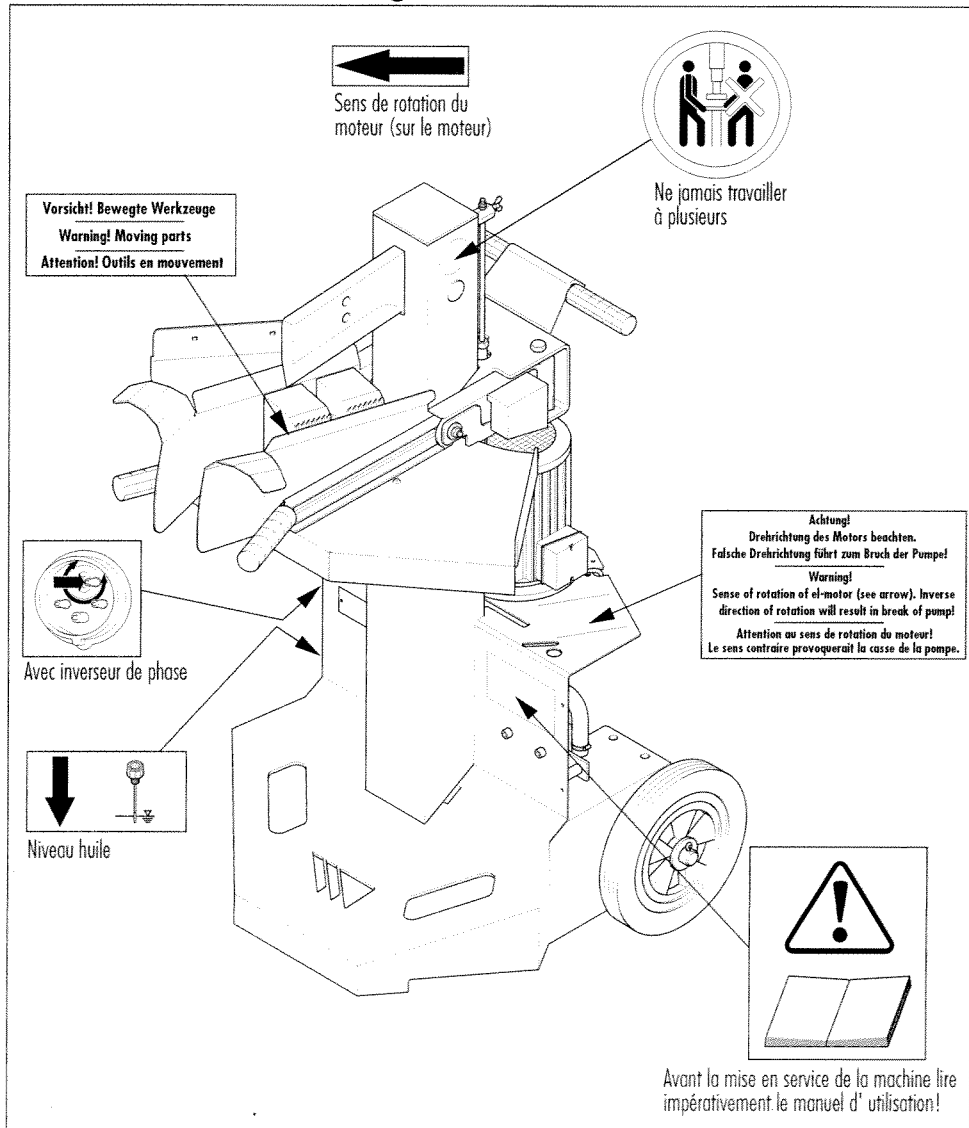 Sens de rotation du
moteur (sur le moteur)
Ne jamais travailler
à plusieurs
Vorsicht! Bewegte Werkzeuge
Warning! Moving parts
Attention! Outils en mouvement
Achtung!
Drehrichtung des Motors beachten.
Falsche Drehrichtung führt zum Bruch der Pumpe!
Warning!
Sense of rotation of el-motor (see arrow). Inverse
direction of rotation will result in break of pump!
Attention au sens de rotation du moteur!
Le sens contraire provoquerait la casse de la pompe.
Avec inverseur de phase
Niveau huile
Avant la mise en service de la machine lire
impérativement le manuel d' utilisation!